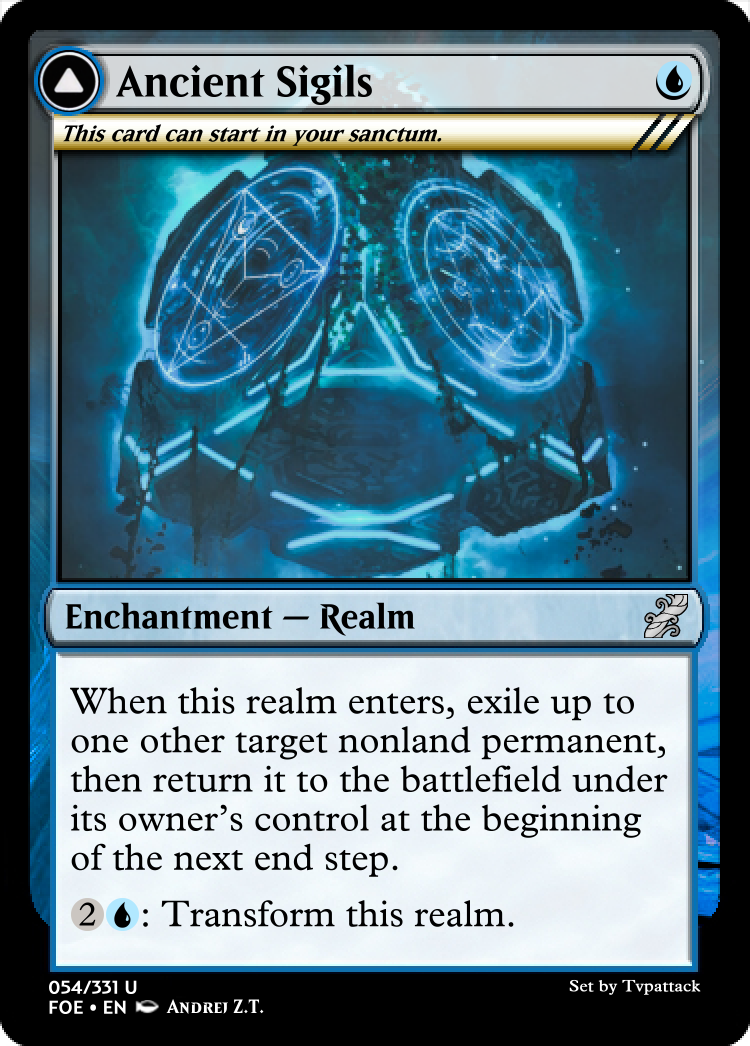 Ancient Sigils
This card can start in your sanctum.
Enchantment — Realm
When this realm enters, exile up to
one other target nonland permanent,
then return it to the battlefield under
its owner's control at the beginning
of the next end step.
2: Transform this realm.
054/331 U
Set by Tvpattack
FOE • EN ANDREJ Z.T.